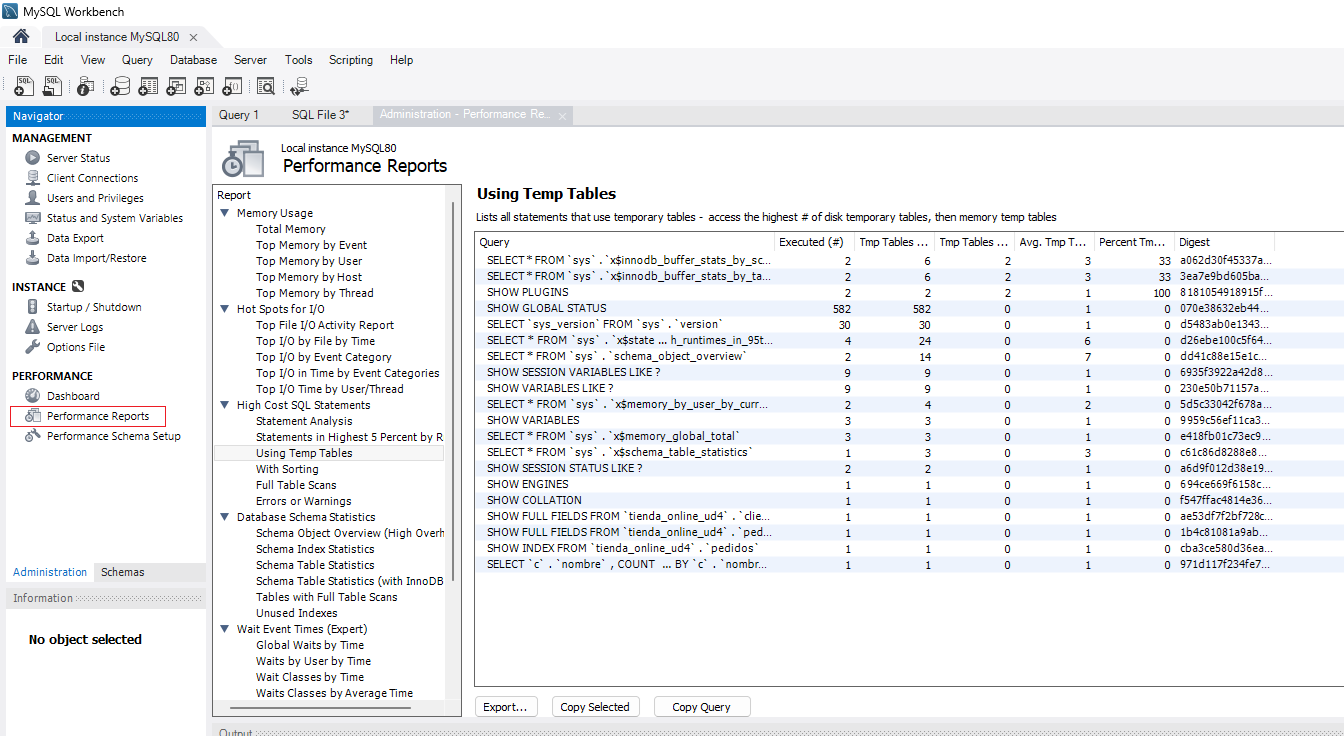 MySQL Workbench
Local instance MySQL80 ×
File Edit View Query Database Server Tools Scripting Help
Navigator
MANAGEMENT
Server Status
Client Connections
Users and Privileges
Status and System Variables
Data Export
Data Import/Restore
INSTANCE
Startup / Shutdown
Server Logs
Options File
PERFORMANCE
Dashboard
Performance Reports
Performance Schema Setup
Administration Schemas
Information
No object selected
Query 1 SQL File 3* Administration - Performance Re... ×
Local instance MySQL80
Performance Reports
Report
Memory Usage
Total Memory
Top Memory by Event
Top Memory by User
Top Memory by Host
Top Memory by Thread
Hot Spots for I/O
Top File I/O Activity Report
Top I/O by File by Time
Top I/O by Event Category
Top I/O in Time by Event Categories
Top I/O Time by User/Thread
High Cost SQL Statements
Statement Analysis
Statements in Highest 5 Percent by R
Using Temp Tables
With Sorting
Full Table Scans
Errors or Warnings
Database Schema Statistics
Schema Object Overview (High Overh
Schema Index Statistics
Schema Table Statistics
Schema Table Statistics (with InnoDB
Tables with Full Table Scans
Unused Indexes
Wait Event Times (Expert)
Global Waits by Time
Waits by User by Time
Wait Classes by Time
Waits Classes by Average Time
Using Temp Tables
Lists all statements that use temporary tables - access the highest # of disk temporary tables, then memory temp tables
Query Executed (#) Tmp Tables ... Tmp Tables ... Avg. Tmp T... Percent Tm... Digest
SELECT * FROM `sys` . `x$innodb_buffer_stats_by_sc... 2 6 2 3 33 a062d30f45337a...
SELECT * FROM `sys` . `x$innodb_buffer_stats_by_ta... 2 6 2 3 33 3ea7e9bd605ba...
SHOW PLUGINS 2 2 2 1 100 8181054918915f...
SHOW GLOBAL STATUS 582 582 0 1 0 070e38632eb44...
SELECT `sys_version` FROM `sys` . `version` 30 30 0 1 0 d5483ab0e1343...
SELECT * FROM `sys` . `x$state ... h_runtimes_in_95t... 4 24 0 6 0 d26ebe100c5f64...
SELECT * FROM `sys` . `schema_object_overview` 2 14 0 7 0 dd41c88e15e1c...
SHOW SESSION VARIABLES LIKE ? 9 9 0 1 0 6935f3922a42d8...
SHOW VARIABLES LIKE ? 9 9 0 1 0 230e50b71157a...
SELECT * FROM `sys` . `x$memory_by_user_by_curr... 2 4 0 2 0 5d5c33042f678a...
SHOW VARIABLES 3 3 0 1 0 9959c56ef11ca3...
SELECT * FROM `sys` . `x$memory_global_total` 3 3 0 1 0 e418fb01c73ec9...
SELECT * FROM `sys` . `x$schema_table_statistics` 1 3 0 3 0 c61c86d8288e8...
SHOW SESSION STATUS LIKE ? 2 2 0 1 0 a6d9f012d38e19...
SHOW ENGINES 1 1 0 1 0 694ce669f6158c...
SHOW COLLATION 1 1 0 1 0 f547ffac4814e36...
SHOW FULL FIELDS FROM `tienda_online_ud4` . `clie... 1 1 0 1 0 ae53df7f2bf728c...
SHOW FULL FIELDS FROM `tienda_online_ud4` . `ped... 1 1 0 1 0 1b4c81081a9ab...
SHOW INDEX FROM `tienda_online_ud4` . `pedidos` 1 1 0 1 0 cba3ce580d36ea...
SELECT `c` . `nombre` , COUNT ... BY `c` . `nombr... 1 1 0 1 0 971d117f234fe7...
Export... Copy Selected Copy Query
Output